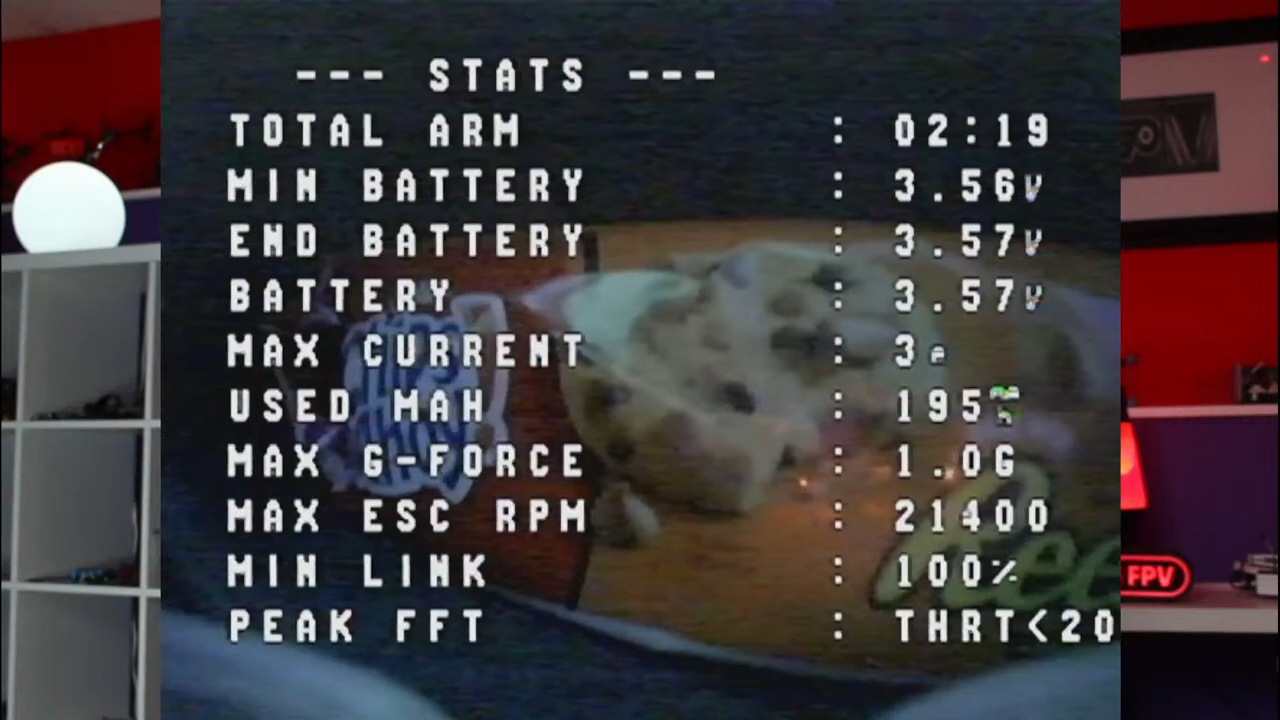 --- STATS ---
TOTAL ARM : 02:19
MIN BATTERY : 3.56V
END BATTERY : 3.57V
BATTERY : 3.57V
MAX CURRENT : 3
USED MAH : 195
MAX G-FORCE : 1.0G
MAX ESC RPM : 21400
MIN LINK : 100%
PEAK FFT : THRT<20
FPV